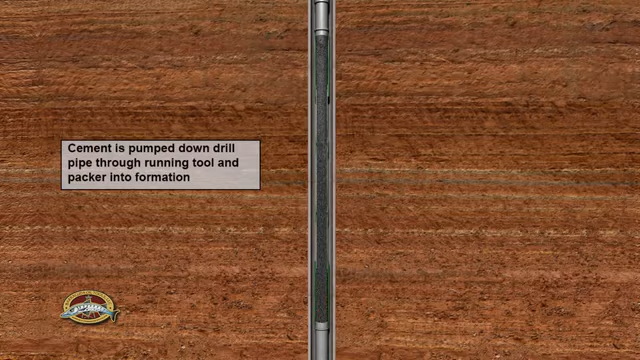 Cement is pumped down drill
pipe through running tool and
packer into formation